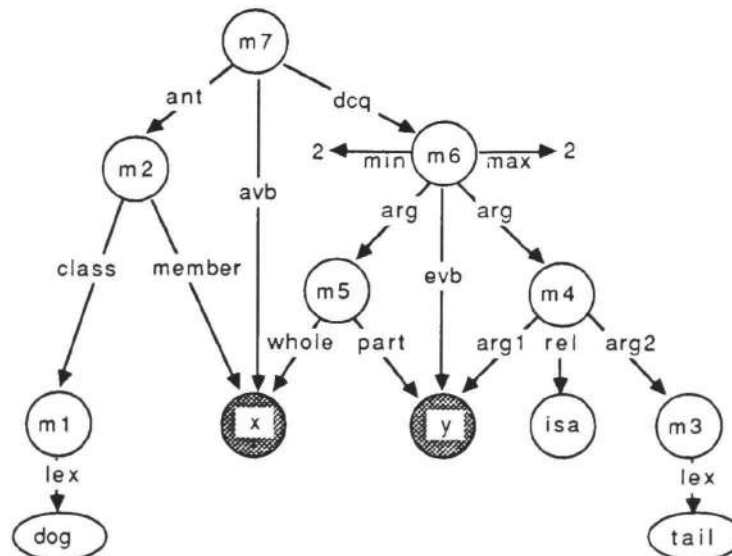 m7
ant
dcq
2
min
m6
max
2
m2
avb
arg
arg
class
member
m5
evb
m4
whole
part
arg1
rel
arg2
m1
x
y
isa
m3
lex
lex
dog
tail